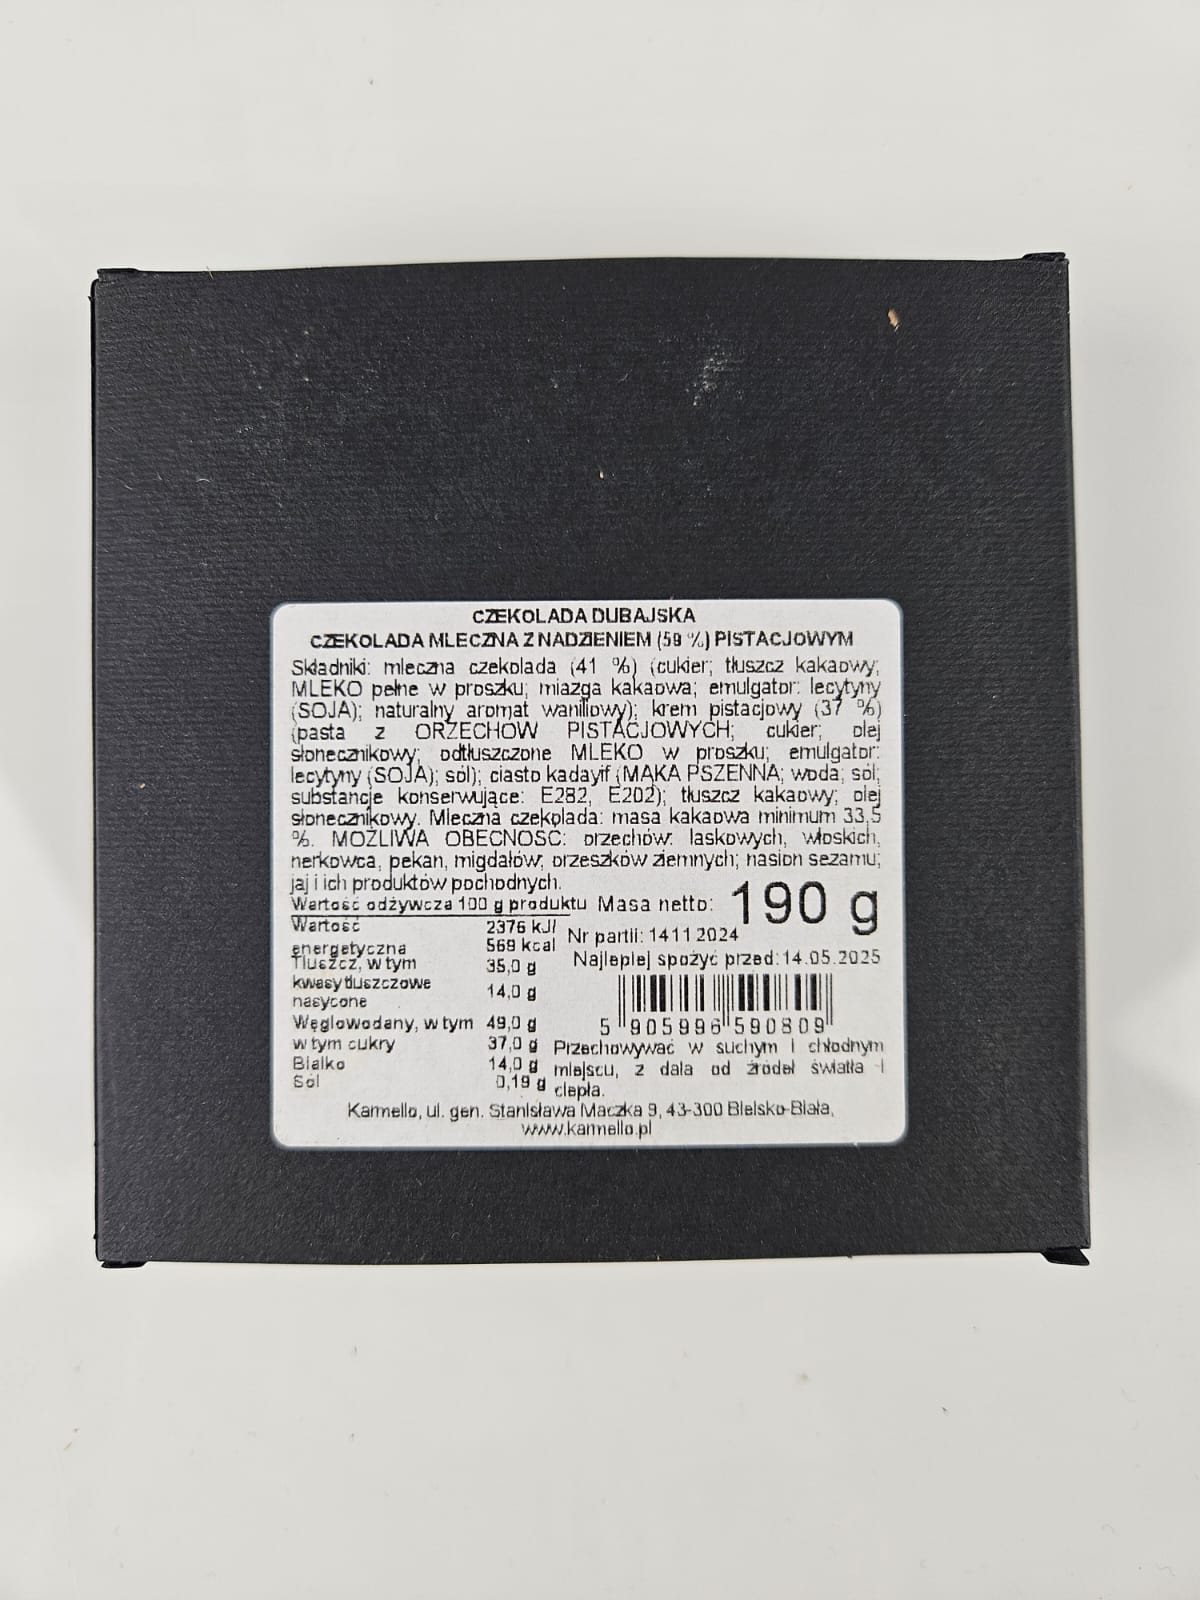 CZEKOLADA DUBAJSKA
CZEKOLADA MLECZNA Z NADZIENIEM (59 %) PISTACJOWYM
Składniki: mleczna czekolada (41 %) (cukier; tłuszcz kakaowy;
MLEKO pełne w proszku; miazga kakaowa; emulgator: lecytyny
(SOJA); naturalny aromat waniliowy); krem pistacjowy (37 %)
(pasta z ORZECHÓW PISTACJOWYCH; cukier; olej
słonecznikowy; odtłuszczone MLEKO w proszku; emulgator:
lecytyny (SOJA); sól); ciasto kadayif (MĄKA PSZENNA; woda; sól;
substancje konserwujące: E282, E202); tłuszcz kakaowy; olej
słonecznikowy. Mleczna czekolada: masa kakaowa minimum 33,5
%. MOŻLIWA OBECNOŚĆ: orzechów: laskowych, włoskich,
nerkowca, pekan, migdałów; orzeszków ziemnych; nasion sezamu;
jaj i ich produktów pochodnych.
Wartość odżywcza 100 g produktu
Wartość energetyczna 2376 kJ/ 569 kcal
Tłuszcz, w tym 35,0 g
kwasy tłuszczowe nasycone 14,0 g
Węglowodany, w tym 49,0 g
w tym cukry 37,0 g
Białko 14,0 g
Sól 0,19 g
Masa netto: 190 g
Nr partii: 14112024
Najlepiej spożyć przed: 14.05.2025
5 905996 590809
Przechowywać w suchym i chłodnym
miejscu, z dala od źródeł światła i
ciepła.
Karmello, ul. gen. Stanisława Maczka 9, 43-300 Bielsko-Biała,
www.karmello.pl